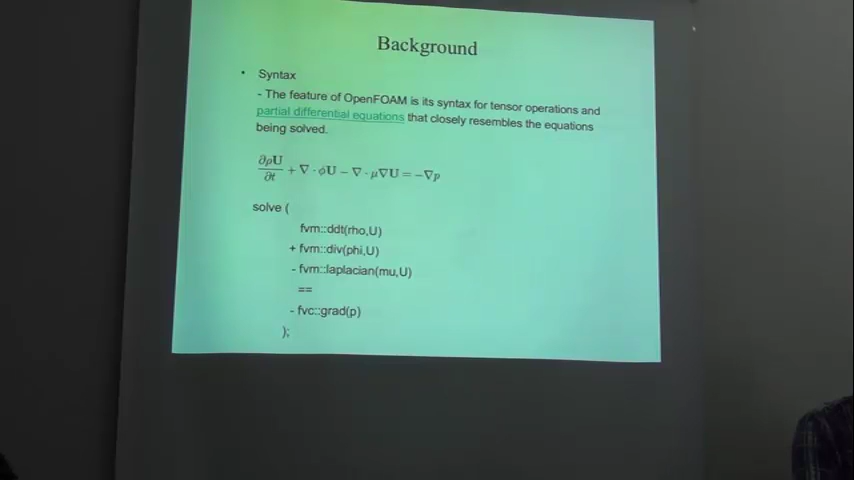 Background
• Syntax
- The feature of OpenFOAM is its syntax for tensor operations and
partial differential equations that closely resembles the equations
being solved.
∂ρU/∂t + ∇ · ϕU − ∇ · μ∇U = −∇p
solve (
fvm::ddt(rho,U)
+ fvm::div(phi,U)
- fvm::laplacian(mu,U)
==
- fvc::grad(p)
);